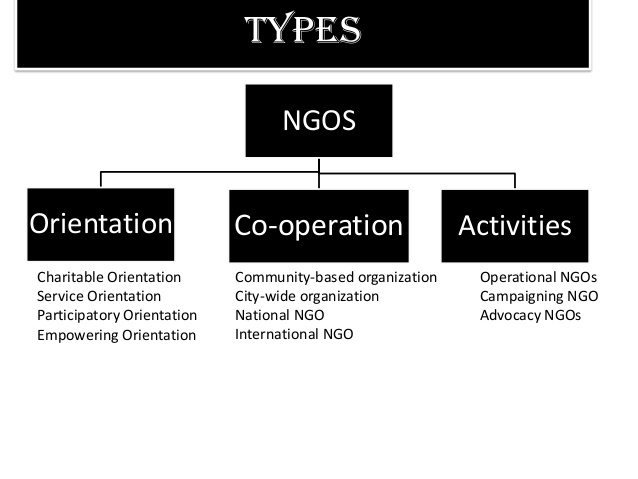 TYPES
NGOS
Orientation
Co-operation
Activities
Charitable Orientation
Service Orientation
Participatory Orientation
Empowering Orientation
Community-based organization
City-wide organization
National NGO
International NGO
Operational NGOs
Campaigning NGO
Advocacy NGOs